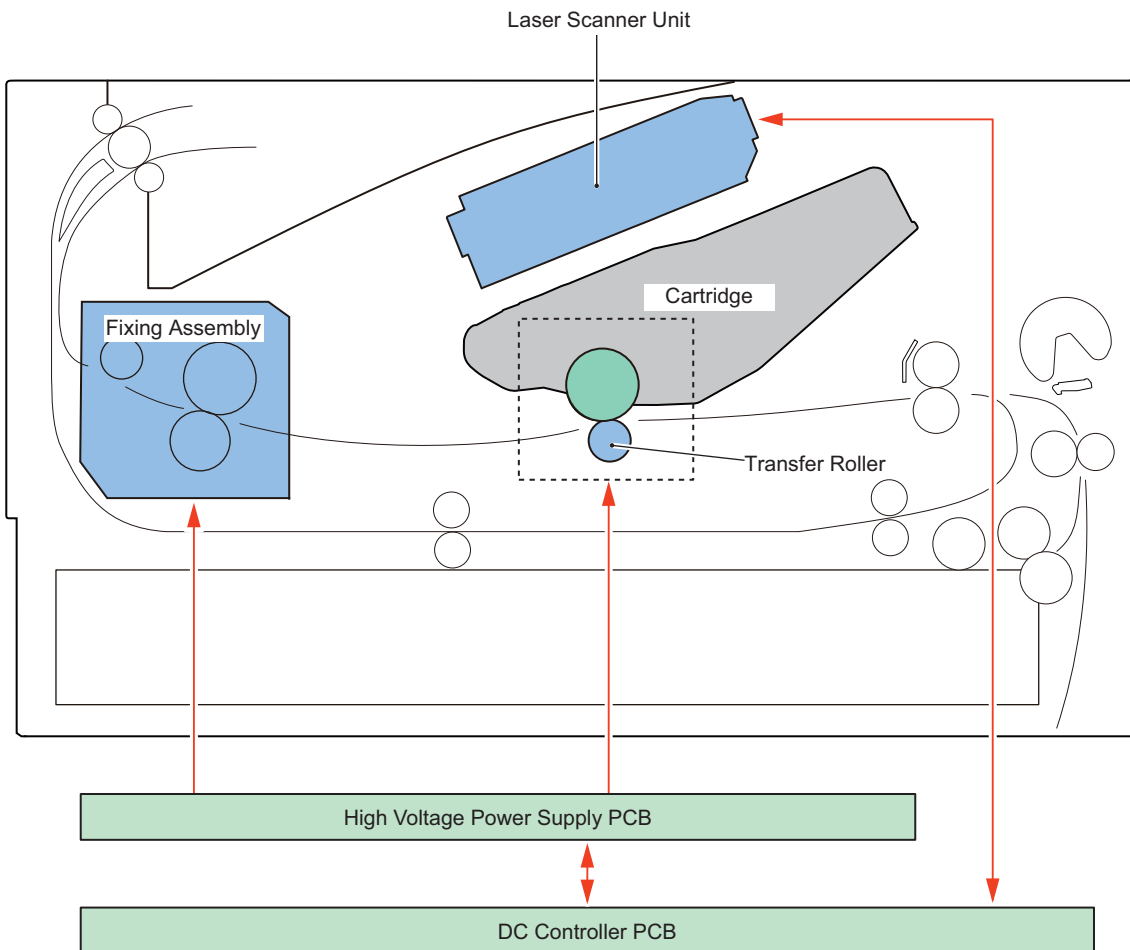 Laser Scanner Unit
Cartridge
Fixing Assembly
Transfer Roller
High Voltage Power Supply PCB
DC Controller PCB